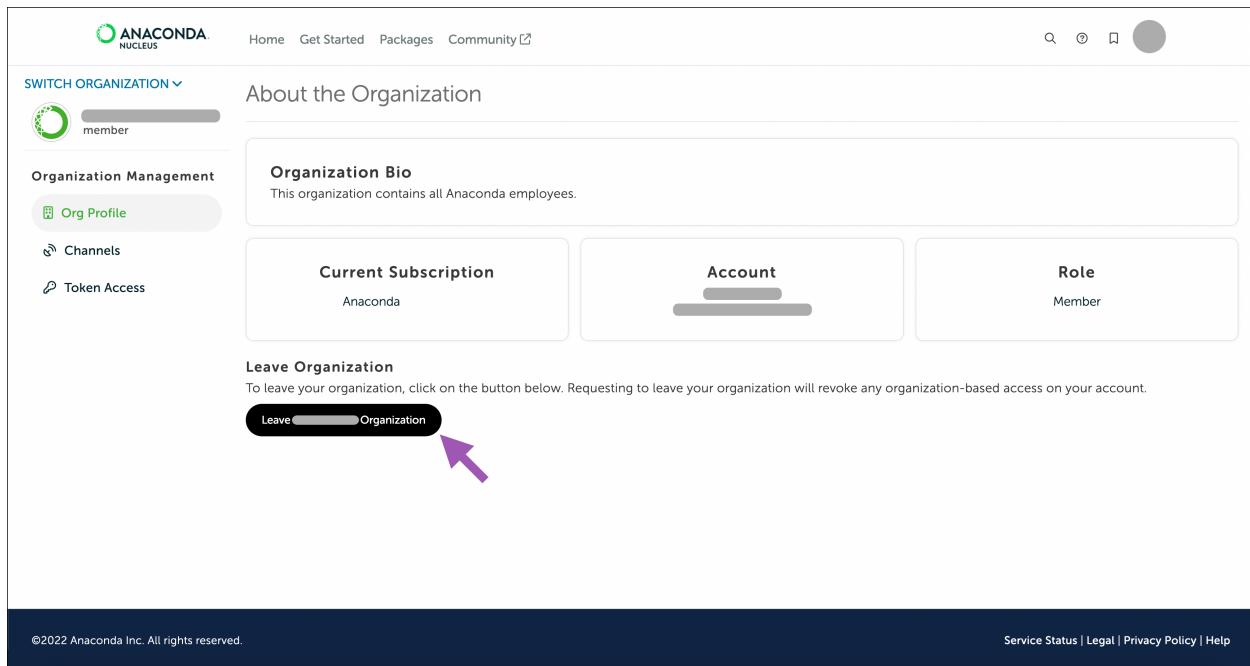 ANACONDA.
NUCLEUS
Home Get Started Packages Community
SWITCH ORGANIZATION
member
Organization Management
Org Profile
Channels
Token Access
About the Organization
Organization Bio
This organization contains all Anaconda employees.
Current Subscription
Anaconda
Account
Role
Member
Leave Organization
To leave your organization, click on the button below. Requesting to leave your organization will revoke any organization-based access on your account.
Leave Organization
©2022 Anaconda Inc. All rights reserved.
Service Status | Legal | Privacy Policy | Help